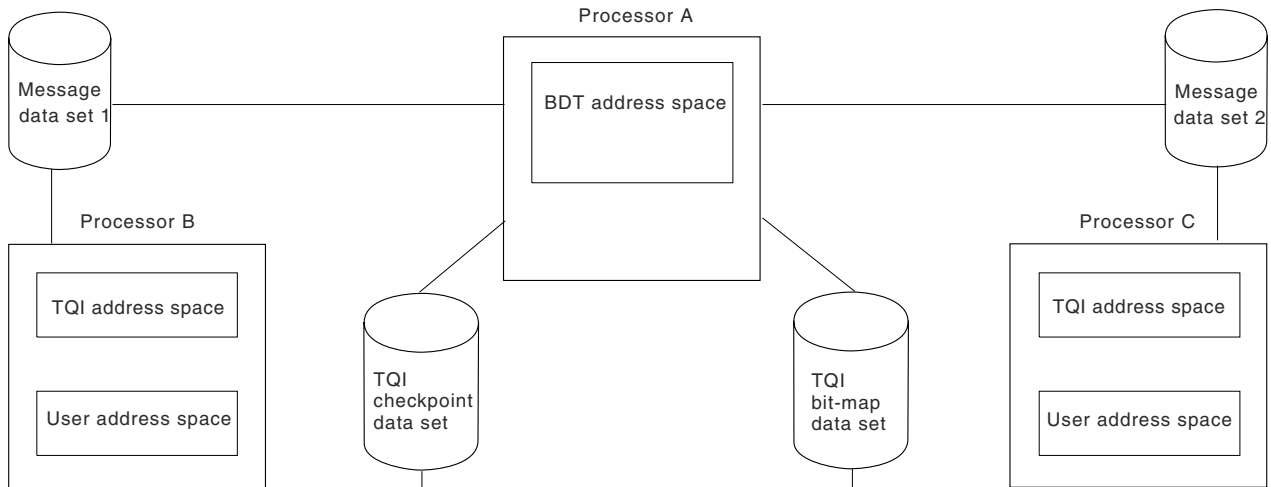 Processor A
Message
data set 1
BDT address space
Message
data set 2
Processor B
Processor C
TQI address space
TQI address space
TQI
checkpoint
data set
TQI
bit-map
data set
User address space
User address space